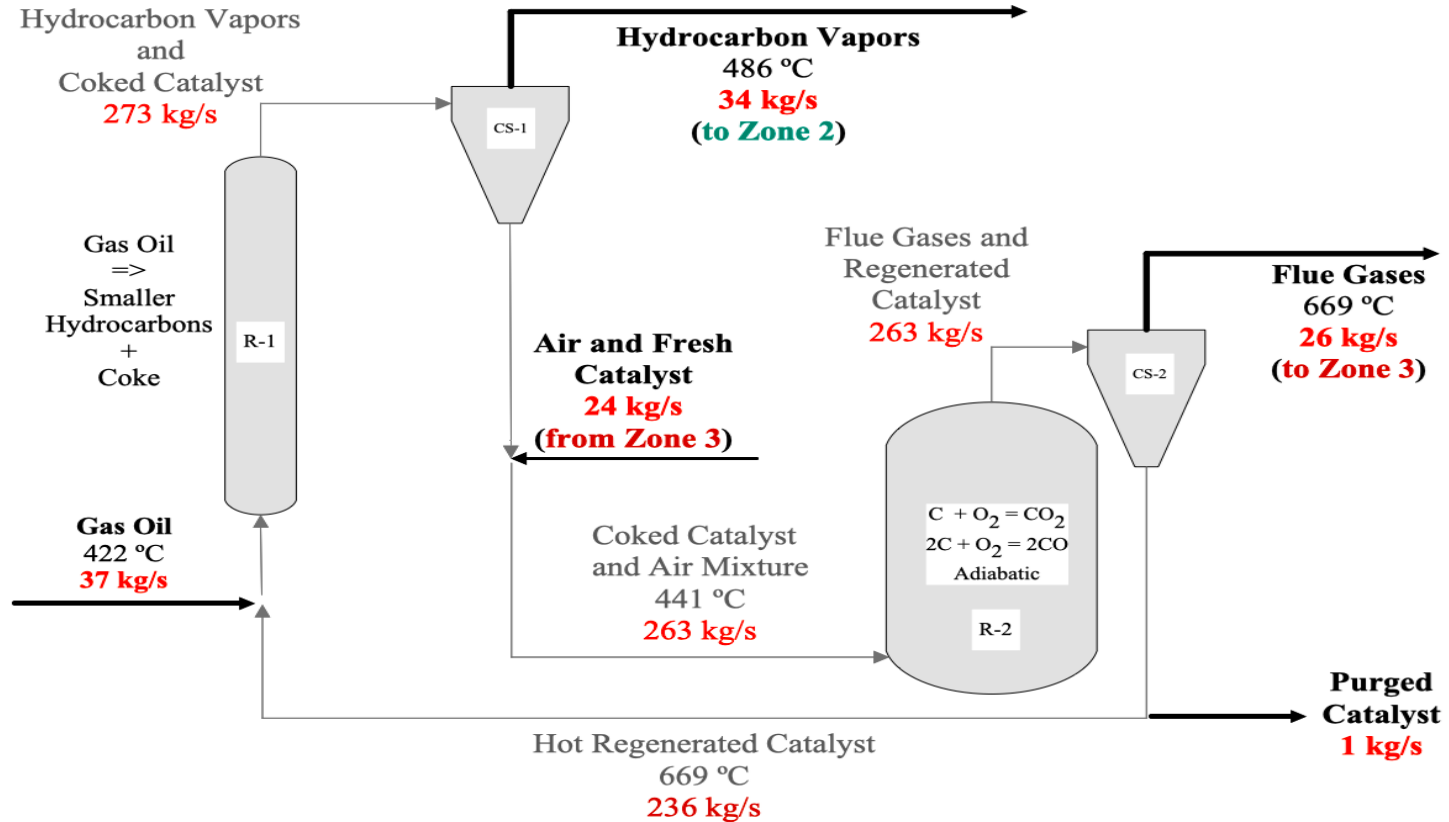 Hydrocarbon Vapors
and
Coked Catalyst
273 kg/s
CS-1
Hydrocarbon Vapors
486 ºC
34 kg/s
(to Zone 2)
Gas Oil
=>
Smaller
Hydrocarbons
+
Coke
R-1
Air and Fresh
Catalyst
24 kg/s
(from Zone 3)
Flue Gases and
Regenerated
Catalyst
263 kg/s
CS-2
Flue Gases
669 ºC
26 kg/s
(to Zone 3)
Gas Oil
422 ºC
37 kg/s
Coked Catalyst
and Air Mixture
441 ºC
263 kg/s
C + O₂ = CO₂
2C + O₂ = 2CO
Adiabatic
R-2
Purged
Catalyst
1 kg/s
Hot Regenerated Catalyst
669 ºC
236 kg/s